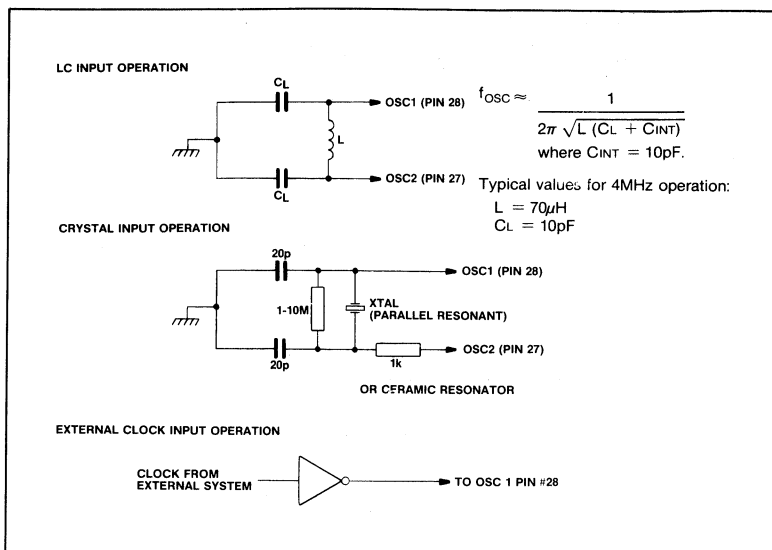 LC INPUT OPERATION
CL
OSC1 (PIN 28)
L
OSC2 (PIN 27)
CL
fOSC ≈ 1
2π √L (CL + CINT)
where CINT = 10pF.
Typical values for 4MHz operation:
L = 70µH
CL = 10pF
CRYSTAL INPUT OPERATION
20p
OSC1 (PIN 28)
1-10M
XTAL
(PARALLEL RESONANT)
OSC2 (PIN 27)
20p
1k
OR CERAMIC RESONATOR
EXTERNAL CLOCK INPUT OPERATION
CLOCK FROM
EXTERNAL SYSTEM
TO OSC 1 PIN #28